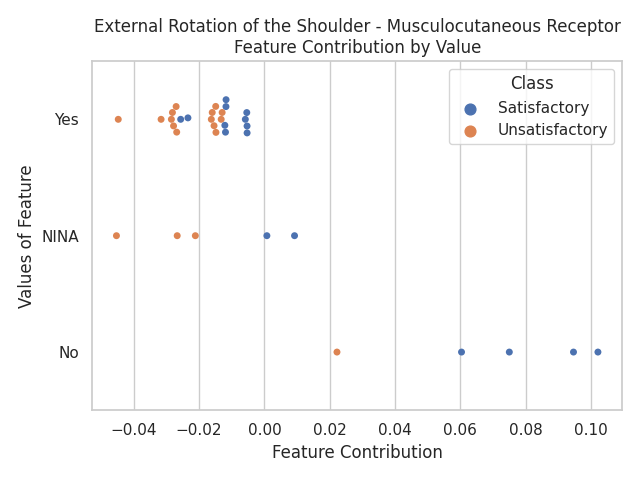 External Rotation of the Shoulder - Musculocutaneous Receptor
Feature Contribution by Value
Class
Satisfactory
Unsatisfactory
Values of Feature
Yes
NINA
No
−0.04 −0.02 0.00 0.02 0.04 0.06 0.08 0.10
Feature Contribution